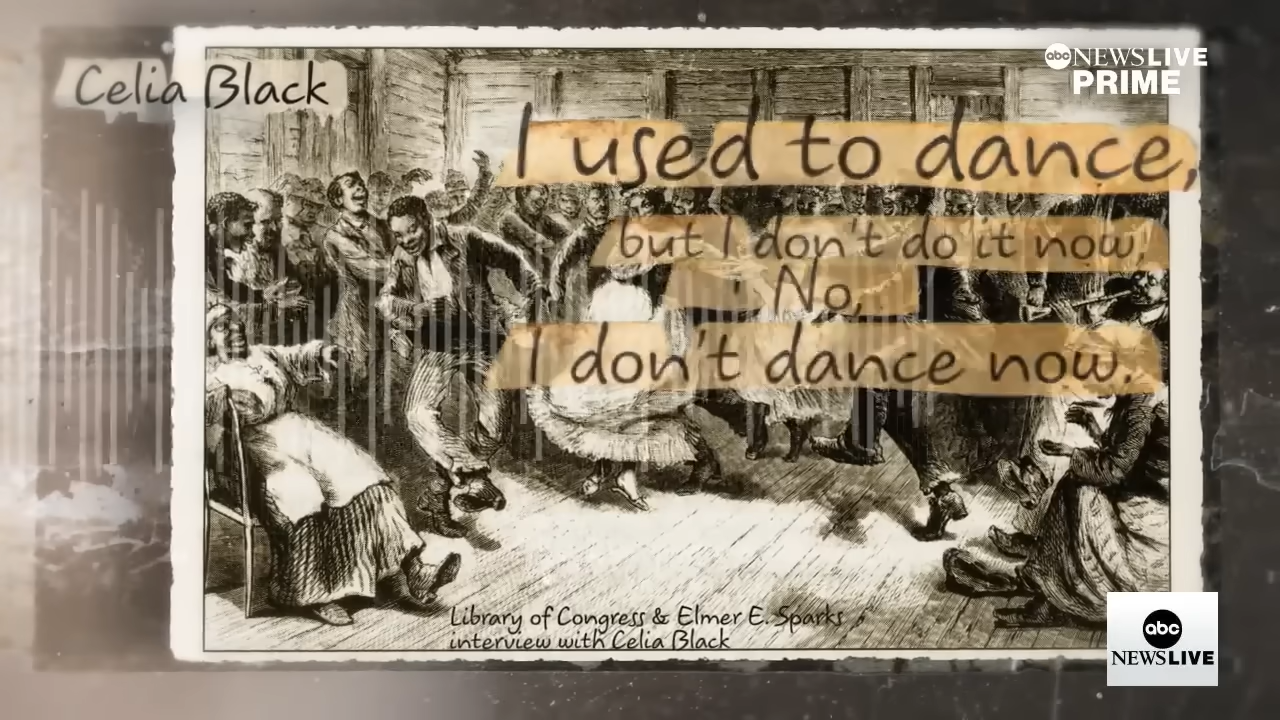 Celia Black
abc NEWS LIVE
PRIME
I used to dance,
but I don't do it now,
No,
I don't dance now.
Library of Congress & Elmer E. Sparks
interview with Celia Black
abc
NEWS LIVE